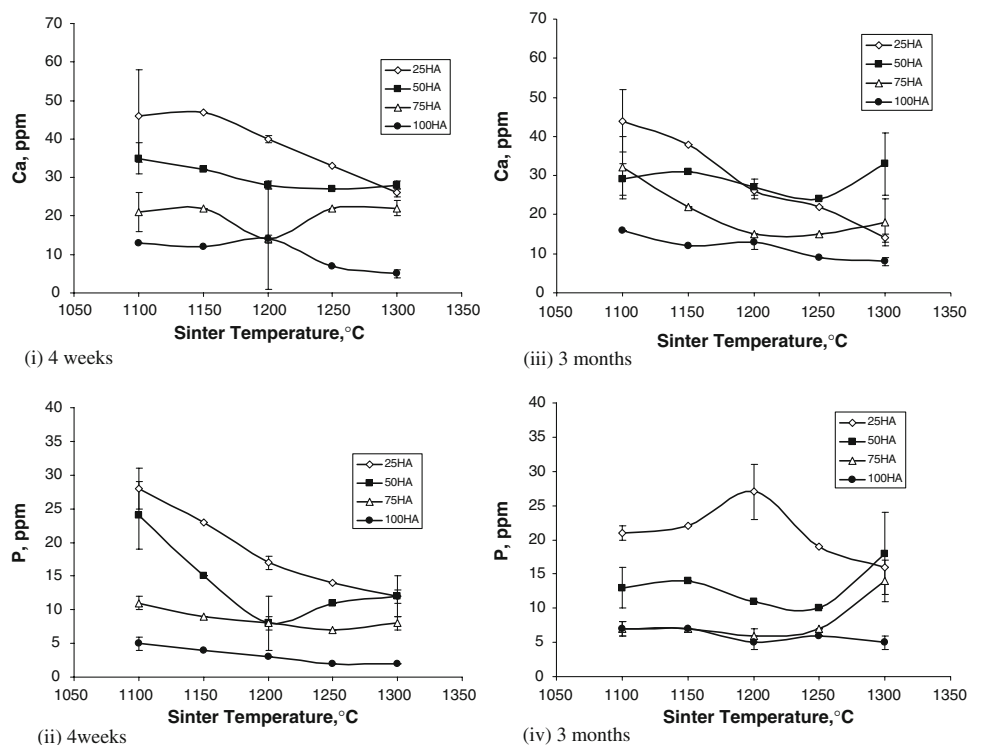 70
60
50
40
30
20
10
0
Ca, ppm
25HA
50HA
75HA
100HA
1050 1100 1150 1200 1250 1300 1350
Sinter Temperature,°C
(i) 4 weeks
70
60
50
40
30
20
10
0
Ca, ppm
25HA
50HA
75HA
100HA
1050 1100 1150 1200 1250 1300 1350
Sinter Temperature,°C
(iii) 3 months
40
35
30
25
20
15
10
5
0
P, ppm
25HA
50HA
75HA
100HA
1050 1100 1150 1200 1250 1300 1350
Sinter Temperature,°C
(ii) 4weeks
40
35
30
25
20
15
10
5
0
P, ppm
25HA
50HA
75HA
100HA
1050 1100 1150 1200 1250 1300 1350
Sinter Temperature,°C
(iv) 3 months